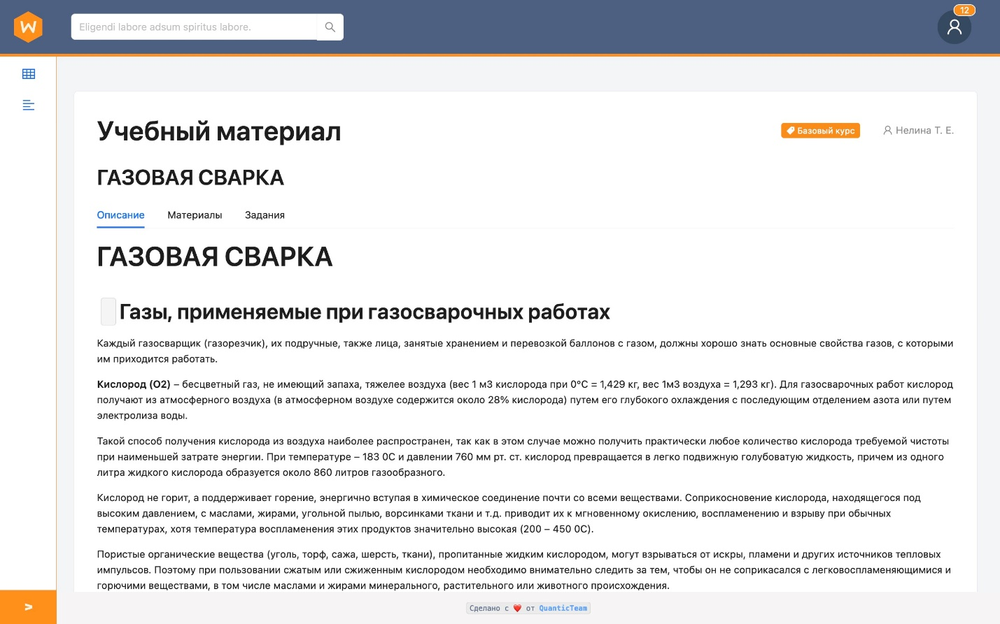 W
Eligendi labore adsum spiritus labore.
12
Учебный материал
Базовый курс
Нелина Т. Е.
ГАЗОВАЯ СВАРКА
Описание
Материалы
Задания
ГАЗОВАЯ СВАРКА
Газы, применяемые при газосварочных работах
Каждый газосварщик (газорезчик), их подручные, также лица, занятые хранением и перевозкой баллонов с газом, должны хорошо знать основные свойства газов, с которыми
им приходится работать.
Кислород (О2) – бесцветный газ, не имеющий запаха, тяжелее воздуха (вес 1 м3 кислорода при 0°С = 1,429 кг, вес 1м3 воздуха = 1,293 кг). Для газосварочных работ кислород
получают из атмосферного воздуха (в атмосферном воздухе содержится около 28% кислорода) путем его глубокого охлаждения с последующим отделением азота или путем
электролиза воды.
Такой способ получения кислорода из воздуха наиболее распространен, так как в этом случае можно получить практически любое количество кислорода требуемой чистоты
при наименьшей затрате энергии. При температуре – 183 0С и давлении 760 мм рт. ст. кислород превращается в легко подвижную голубоватую жидкость, причем из одного
литра жидкого кислорода образуется около 860 литров газообразного.
Кислород не горит, а поддерживает горение, энергично вступая в химическое соединение почти со всеми веществами. Соприкосновение кислорода, находящегося под
высоким давлением, с маслами, жирами, угольной пылью, ворсинками ткани и т.д. приводит их к мгновенному окислению, воспламенению и взрыву при обычных
температурах, хотя температура воспламенения этих продуктов значительно высокая (200 – 450 0С).
Пористые органические вещества (уголь, торф, сажа, шерсть, ткани), пропитанные жидким кислородом, могут взрываться от искры, пламени и других источников тепловых
импульсов. Поэтому при пользовании сжатым или сжиженным кислородом необходимо внимательно следить за тем, чтобы он не соприкасался с легковоспламеняющимися и
горючими веществами, в том числе маслами и жирами минерального, растительного или животного происхождения.
>
Сделано с ❤️ от QuanticTeam